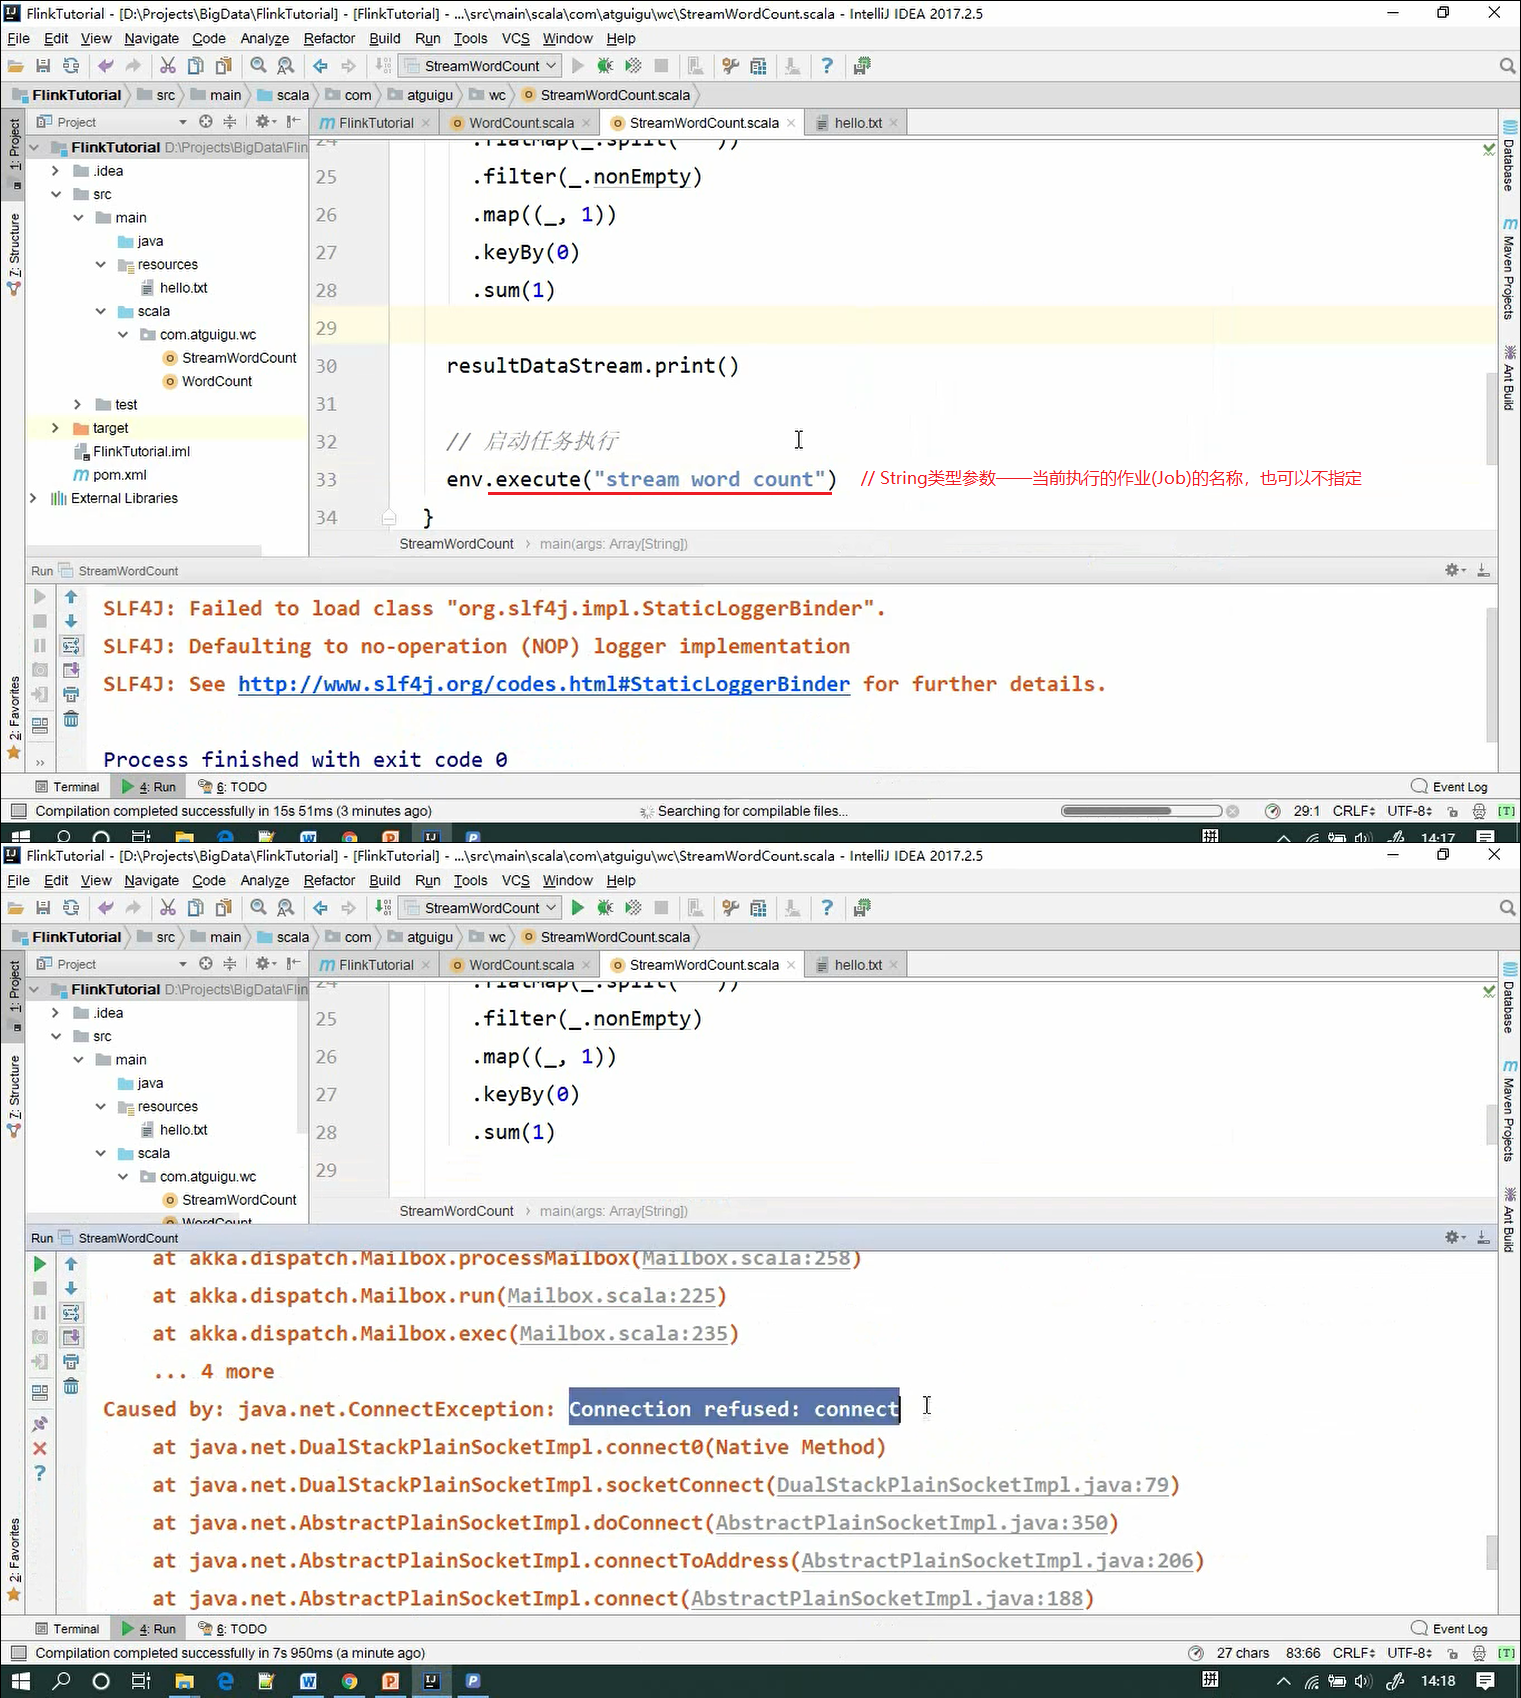 FlinkTutorial - [D:\Projects\BigData\FlinkTutorial] - [FlinkTutorial] - ...\src\main\scala\com\atguigu\wc\StreamWordCount.scala - IntelliJ IDEA 2017.2.5
File Edit View Navigate Code Analyze Refactor Build Run Tools VCS Window Help
StreamWordCount
FlinkTutorial src main scala com atguigu wc StreamWordCount.scala
Project
FlinkTutorial WordCount.scala StreamWordCount.scala hello.txt
1: Project
7: Structure
2: Favorites
Database
Maven Projects
Ant Build
FlinkTutorial D:\Projects\BigData\Flin
.idea
src
main
java
resources
hello.txt
scala
com.atguigu.wc
StreamWordCount
WordCount
test
target
FlinkTutorial.iml
pom.xml
External Libraries
24 .flatMap(_.split(" "))
25 .filter(_.nonEmpty)
26 .map((_, 1))
27 .keyBy(0)
28 .sum(1)
29
30 resultDataStream.print()
31
32 // 启动任务执行
33 env.execute("stream word count") // String类型参数——当前执行的作业(Job)的名称，也可以不指定
34 }
StreamWordCount › main(args: Array[String])
Run StreamWordCount
SLF4J: Failed to load class "org.slf4j.impl.StaticLoggerBinder".
SLF4J: Defaulting to no-operation (NOP) logger implementation
SLF4J: See http://www.slf4j.org/codes.html#StaticLoggerBinder for further details.
Process finished with exit code 0
Terminal 4: Run 6: TODO Event Log
Compilation completed successfully in 15s 51ms (3 minutes ago) Searching for compilable files... 29:1 CRLF UTF-8 [T]
拼 14:17
FlinkTutorial - [D:\Projects\BigData\FlinkTutorial] - [FlinkTutorial] - ...\src\main\scala\com\atguigu\wc\StreamWordCount.scala - IntelliJ IDEA 2017.2.5
File Edit View Navigate Code Analyze Refactor Build Run Tools VCS Window Help
StreamWordCount
FlinkTutorial src main scala com atguigu wc StreamWordCount.scala
Project
FlinkTutorial WordCount.scala StreamWordCount.scala hello.txt
1: Project
7: Structure
2: Favorites
Database
Maven Projects
Ant Build
FlinkTutorial D:\Projects\BigData\Flin
.idea
src
main
java
resources
hello.txt
scala
com.atguigu.wc
StreamWordCount
WordCount
24 .flatMap(_.split(" "))
25 .filter(_.nonEmpty)
26 .map((_, 1))
27 .keyBy(0)
28 .sum(1)
29
StreamWordCount › main(args: Array[String])
Run StreamWordCount
at akka.dispatch.Mailbox.processMailbox(Mailbox.scala:258)
at akka.dispatch.Mailbox.run(Mailbox.scala:225)
at akka.dispatch.Mailbox.exec(Mailbox.scala:235)
... 4 more
Caused by: java.net.ConnectException: Connection refused: connect
at java.net.DualStackPlainSocketImpl.connect0(Native Method)
at java.net.DualStackPlainSocketImpl.socketConnect(DualStackPlainSocketImpl.java:79)
at java.net.AbstractPlainSocketImpl.doConnect(AbstractPlainSocketImpl.java:350)
at java.net.AbstractPlainSocketImpl.connectToAddress(AbstractPlainSocketImpl.java:206)
at java.net.AbstractPlainSocketImpl.connect(AbstractPlainSocketImpl.java:188)
Terminal 4: Run 6: TODO Event Log
Compilation completed successfully in 7s 950ms (a minute ago) 27 chars 83:66 CRLF UTF-8 [T]
拼 14:18